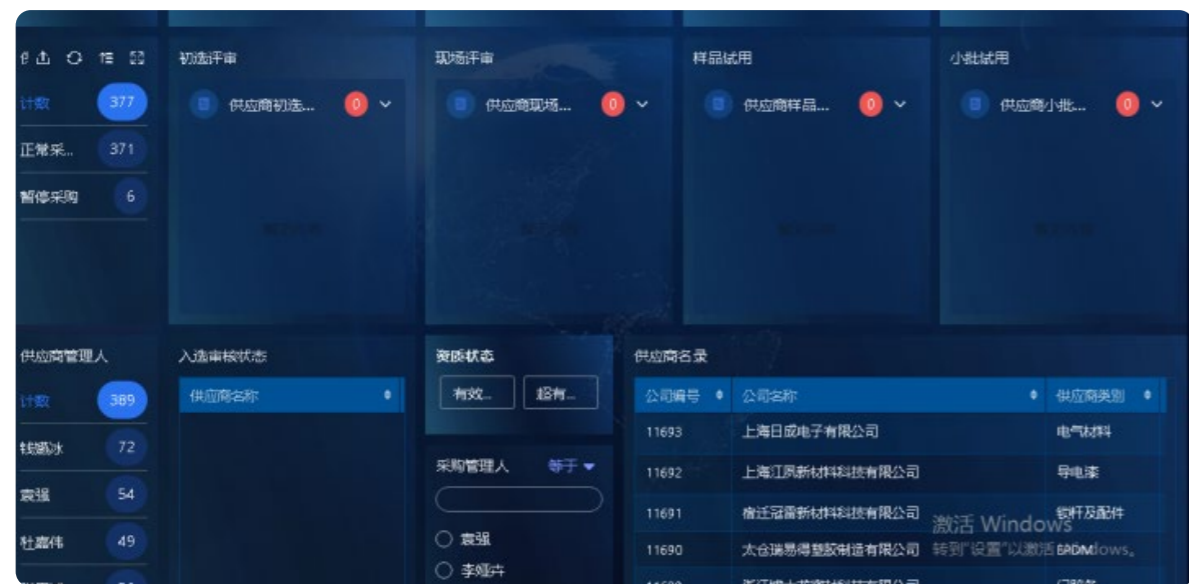 初选评审
现场评审
样品试用
小批试用
计数 377
供应商初选... 0
供应商现场... 0
供应商样品... 0
供应商小批... 0
正常采... 371
暂停采购 6
供应商管理人
入选审核状态
资质状态
供应商名录
计数 389
供应商名称
有效...
超有...
公司编号 公司名称 供应商类别
72
11693 上海日成电子有限公司 电气材料
采购管理人 等于
袁强 54
11692 上海江夙新材料科技有限公司 导电漆
杜嘉伟 49
袁强
11691 宿迁冠雷新材料科技有限公司 锁杆及配件
激活 Windows
李娅卉
11690 太仓瑞易得塑胶制造有限公司 EPDM
转到"设置"以激活 Windows。